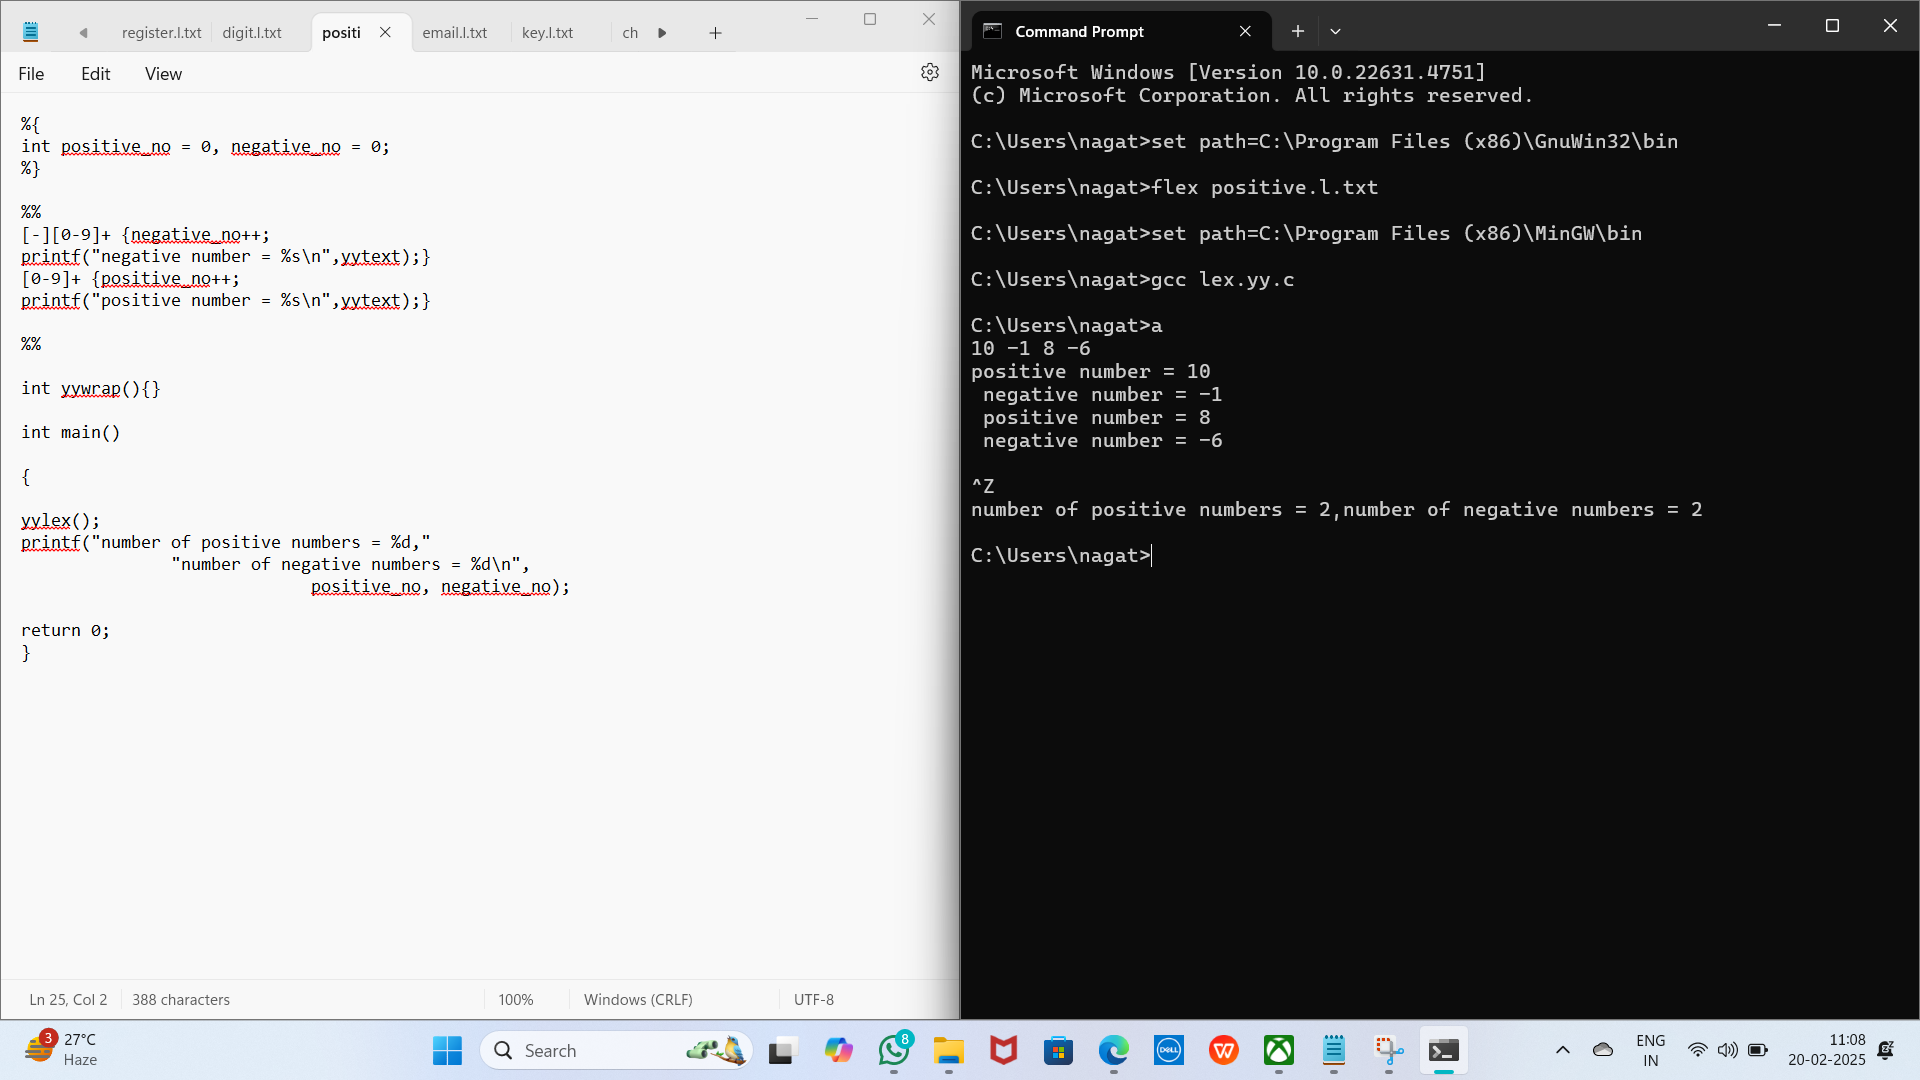 register.l.txt digit.l.txt positi email.l.txt key.l.txt ch
File Edit View
%{
int positive_no = 0, negative_no = 0;
%}
%%
[-][0-9]+ {negative_no++;
printf("negative number = %s\n",yytext);}
[0-9]+ {positive_no++;
printf("positive number = %s\n",yytext);}
%%
int yywrap(){}
int main()
{
yylex();
printf("number of positive numbers = %d,"
"number of negative numbers = %d\n",
positive_no, negative_no);
return 0;
}
Ln 25, Col 2 388 characters 100% Windows (CRLF) UTF-8
Command Prompt
Microsoft Windows [Version 10.0.22631.4751]
(c) Microsoft Corporation. All rights reserved.
C:\Users\nagat>set path=C:\Program Files (x86)\GnuWin32\bin
C:\Users\nagat>flex positive.l.txt
C:\Users\nagat>set path=C:\Program Files (x86)\MinGW\bin
C:\Users\nagat>gcc lex.yy.c
C:\Users\nagat>a
10 -1 8 -6
positive number = 10
negative number = -1
positive number = 8
negative number = -6
^Z
number of positive numbers = 2,number of negative numbers = 2
C:\Users\nagat>
3 27°C
Haze
Search
8
DELL
W
ENG
IN
11:08
20-02-2025